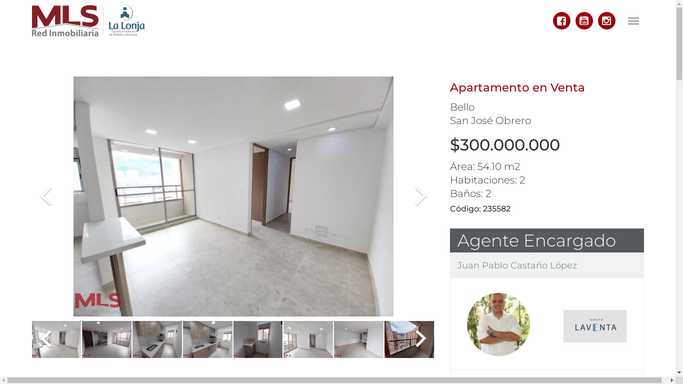 MLS
Red Inmobiliaria
La Lonja
Apartamento en Venta
Bello
San José Obrero
$300.000.000
Área: 54.10 m2
Habitaciones: 2
Baños: 2
Código: 235582
Agente Encargado
Juan Pablo Castaño López
MLS
LAVENTA